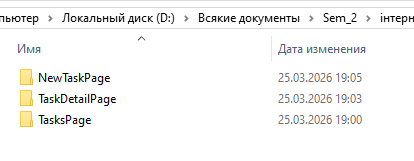 пьютер > Локальный диск (D:) > Всякие документы > Sem_2 > інтерн
Имя Дата изменения
NewTaskPage 25.03.2026 19:05
TaskDetailPage 25.03.2026 19:03
TasksPage 25.03.2026 19:00